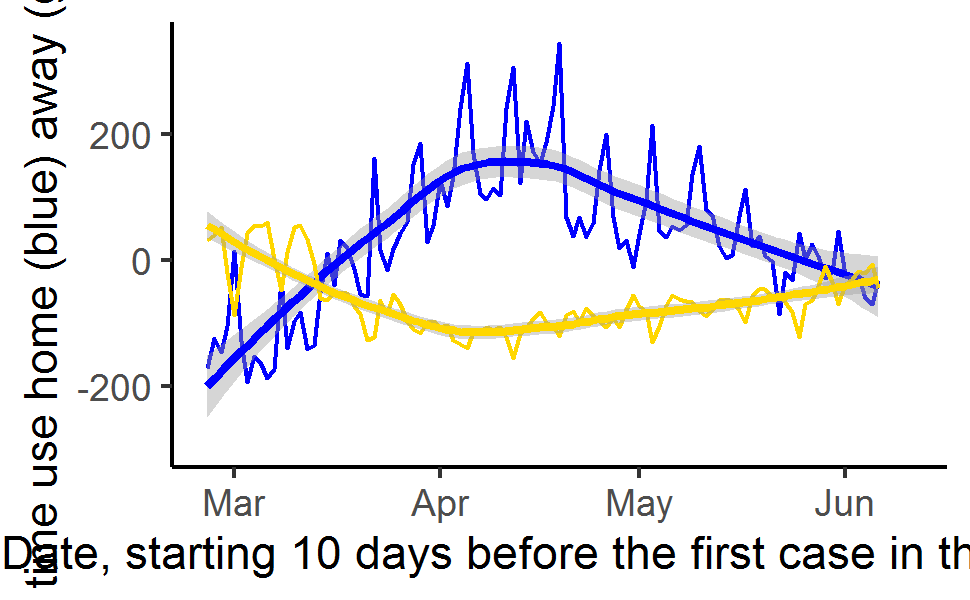 time use home (blue) away (
200
0
-200
Mar Apr May Jun
Date, starting 10 days before the first case in th